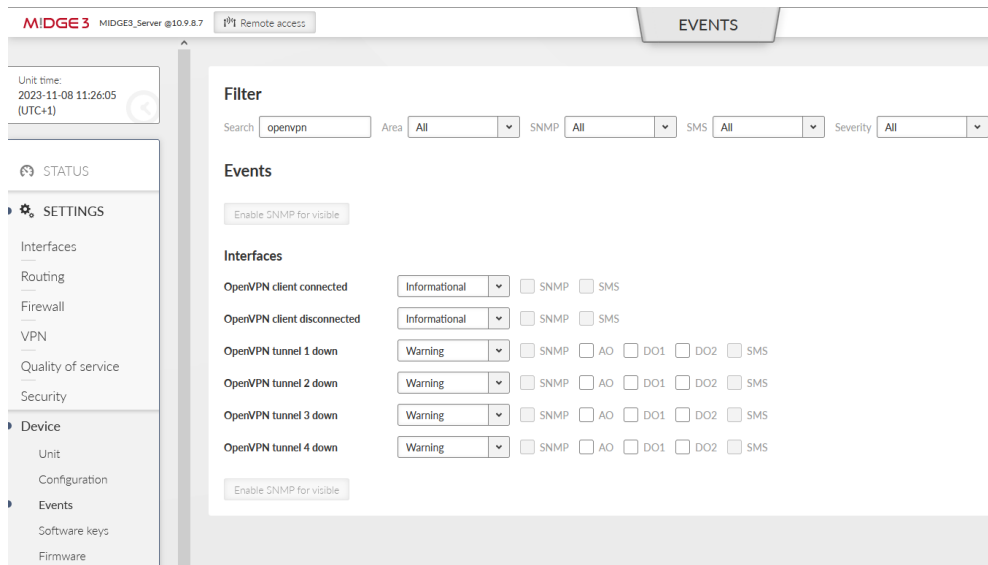 M!DGE3 MIDGE3_Server @10.9.8.7 Remote access EVENTS
Unit time:
2023-11-08 11:26:05
(UTC+1)
STATUS
SETTINGS
Interfaces
Routing
Firewall
VPN
Quality of service
Security
Device
Unit
Configuration
Events
Software keys
Firmware
Filter
Search openvpn Area All SNMP All SMS All Severity All
Events
Enable SNMP for visible
Interfaces
OpenVPN client connected Informational SNMP SMS
OpenVPN client disconnected Informational SNMP SMS
OpenVPN tunnel 1 down Warning SNMP AO DO1 DO2 SMS
OpenVPN tunnel 2 down Warning SNMP AO DO1 DO2 SMS
OpenVPN tunnel 3 down Warning SNMP AO DO1 DO2 SMS
OpenVPN tunnel 4 down Warning SNMP AO DO1 DO2 SMS
Enable SNMP for visible